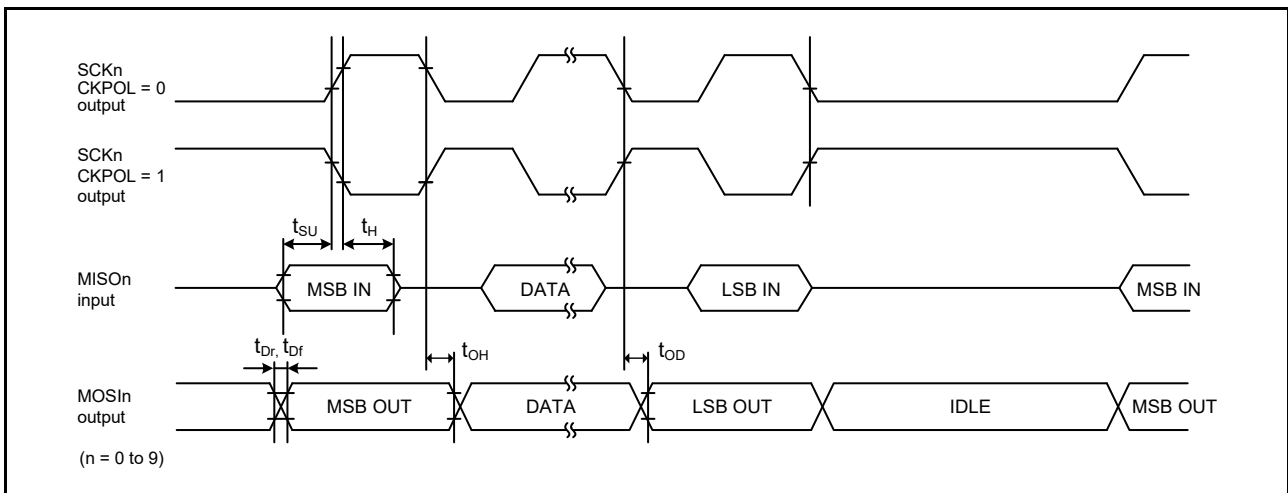 SCKn
CKPOL = 0
output
SCKn
CKPOL = 1
output
tSU
tH
MISOn
input
MSB IN
DATA
LSB IN
MSB IN
tDr, tDf
tOH
tOD
MOSIn
output
MSB OUT
DATA
LSB OUT
IDLE
MSB OUT
(n = 0 to 9)